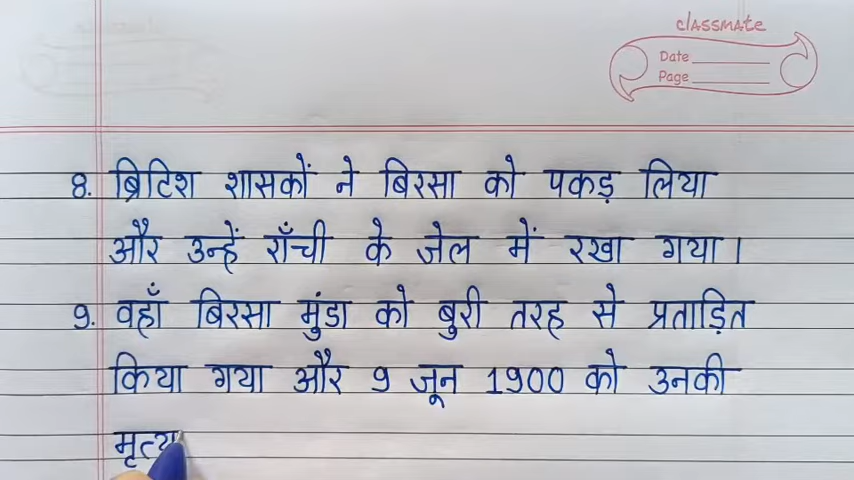 classmate
Date
Page
8. ब्रिटिश शासकों ने बिरसा को पकड़ लिया
और उन्हें राँची के जेल में रखा गया।
9. वहाँ बिरसा मुंडा को बुरी तरह से प्रताड़ित
किया गया और 9 जून 1900 को उनकी
मृत्य